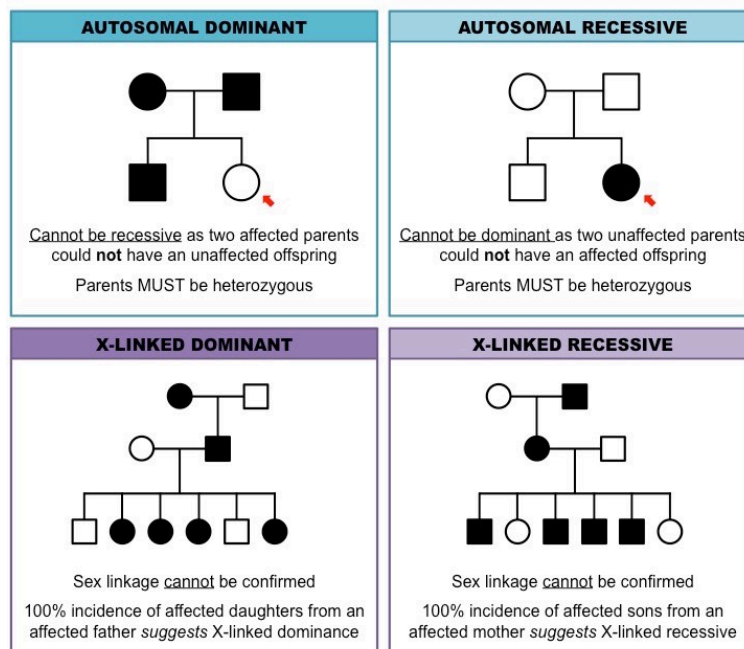 AUTOSOMAL DOMINANT
Cannot be recessive as two affected parents
could not have an unaffected offspring
Parents MUST be heterozygous
AUTOSOMAL RECESSIVE
Cannot be dominant as two unaffected parents
could not have an affected offspring
Parents MUST be heterozygous
X-LINKED DOMINANT
Sex linkage cannot be confirmed
100% incidence of affected daughters from an
affected father suggests X-linked dominance
X-LINKED RECESSIVE
Sex linkage cannot be confirmed
100% incidence of affected sons from an
affected mother suggests X-linked recessive